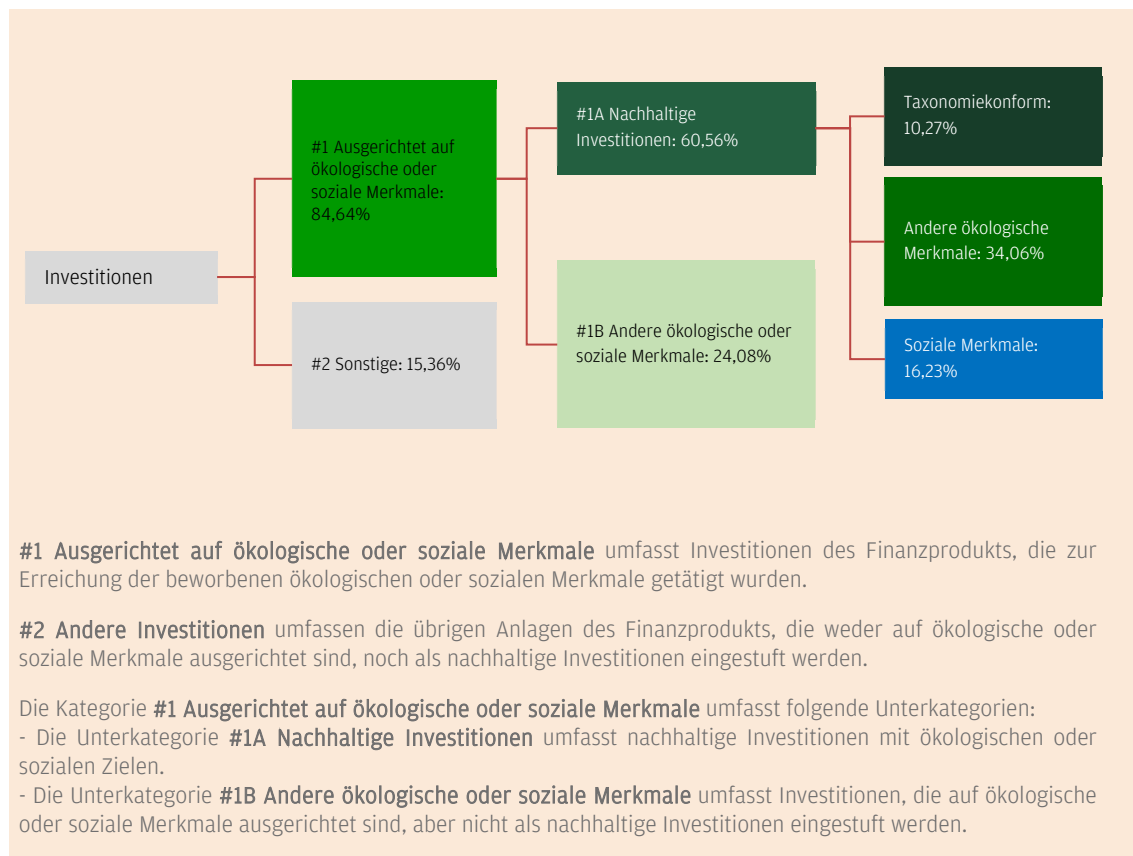 Investitionen
#1 Ausgerichtet auf
ökologische oder
soziale Merkmale:
84,64%
#2 Sonstige: 15,36%
#1A Nachhaltige
Investitionen: 60,56%
#1B Andere ökologische oder
soziale Merkmale: 24,08%
Taxonomiekonform:
10,27%
Andere ökologische
Merkmale: 34,06%
Soziale Merkmale:
16,23%
#1 Ausgerichtet auf ökologische oder soziale Merkmale umfasst Investitionen des Finanzprodukts, die zur
Erreichung der beworbenen ökologischen oder sozialen Merkmale getätigt wurden.
#2 Andere Investitionen umfassen die übrigen Anlagen des Finanzprodukts, die weder auf ökologische oder
soziale Merkmale ausgerichtet sind, noch als nachhaltige Investitionen eingestuft werden.
Die Kategorie #1 Ausgerichtet auf ökologische oder soziale Merkmale umfasst folgende Unterkategorien:
- Die Unterkategorie #1A Nachhaltige Investitionen umfasst nachhaltige Investitionen mit ökologischen oder
sozialen Zielen.
- Die Unterkategorie #1B Andere ökologische oder soziale Merkmale umfasst Investitionen, die auf ökologische
oder soziale Merkmale ausgerichtet sind, aber nicht als nachhaltige Investitionen eingestuft werden.